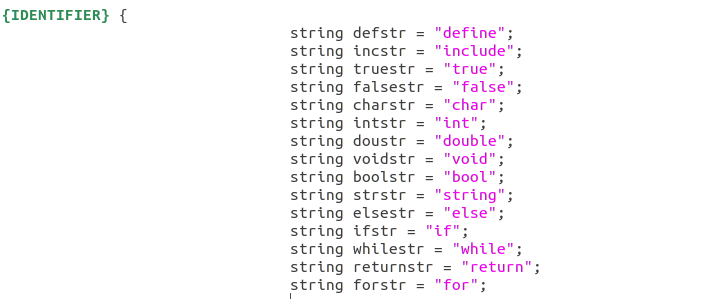 {IDENTIFIER} {
string defstr = "define";
string incstr = "include";
string truestr = "true";
string falsestr = "false";
string charstr = "char";
string intstr = "int";
string doustr = "double";
string voidstr = "void";
string boolstr = "bool";
string strstr = "string";
string elsestr = "else";
string ifstr = "if";
string whilestr = "while";
string returnstr = "return";
string forstr = "for";